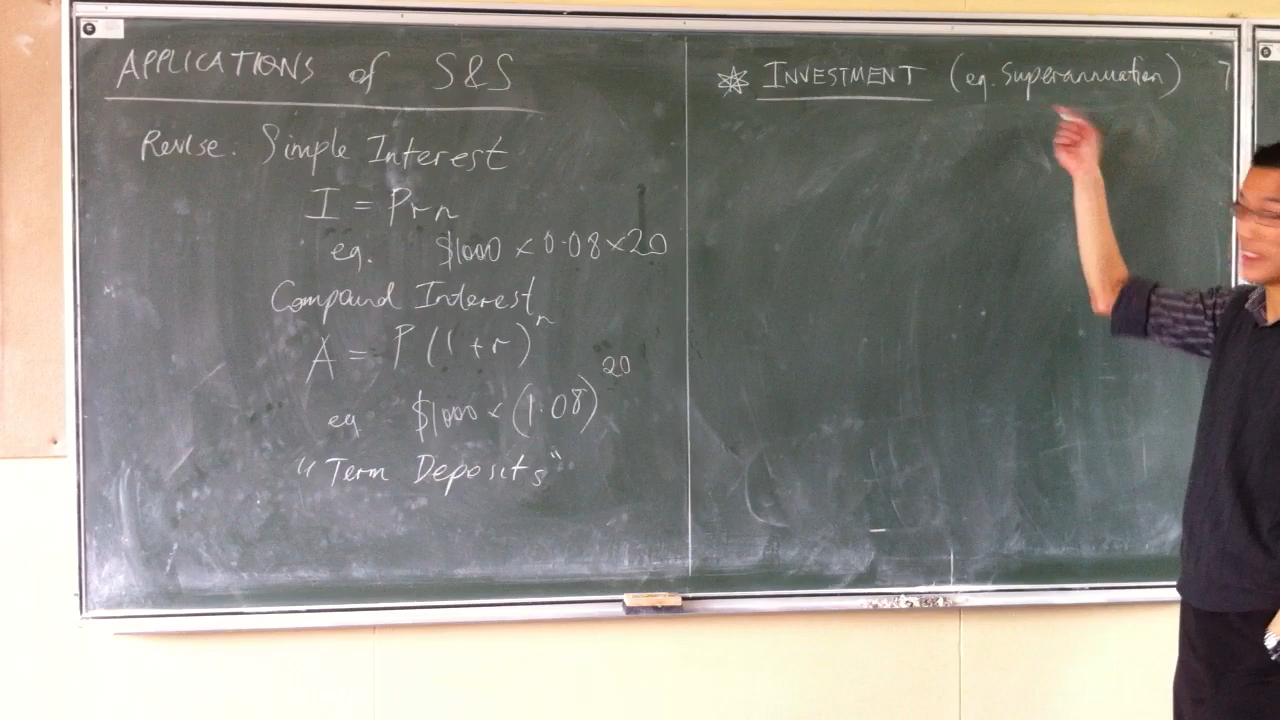 APPLICATIONS of S&S
Revise: Simple Interest
I = Prn
eg. $1000 × 0.08 × 20
Compound Interest
A = P(1+r)ⁿ
eg $1000 × (1.08)²⁰
"Term Deposits"
INVESTMENT (eg. Superannuation) 7